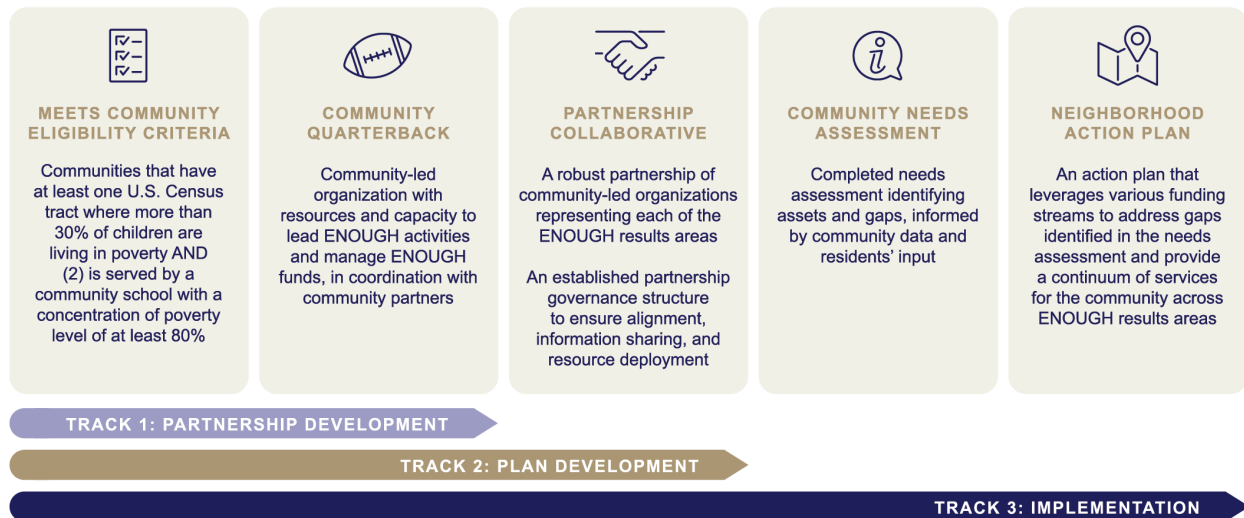 MEETS COMMUNITY
ELIGIBILITY CRITERIA
Communities that have
at least one U.S. Census
tract where more than
30% of children are
living in poverty AND
(2) is served by a
community school with a
concentration of poverty
level of at least 80%
COMMUNITY
QUARTERBACK
Community-led
organization with
resources and capacity to
lead ENOUGH activities
and manage ENOUGH
funds, in coordination with
community partners
PARTNERSHIP
COLLABORATIVE
A robust partnership of
community-led organizations
representing each of the
ENOUGH results areas
An established partnership
governance structure
to ensure alignment,
information sharing, and
resource deployment
COMMUNITY NEEDS
ASSESSMENT
Completed needs
assessment identifying
assets and gaps, informed
by community data and
residents’ input
NEIGHBORHOOD
ACTION PLAN
An action plan that
leverages various funding
streams to address gaps
identified in the needs
assessment and provide
a continuum of services
for the community across
ENOUGH results areas
TRACK 1: PARTNERSHIP DEVELOPMENT
TRACK 2: PLAN DEVELOPMENT
TRACK 3: IMPLEMENTATION